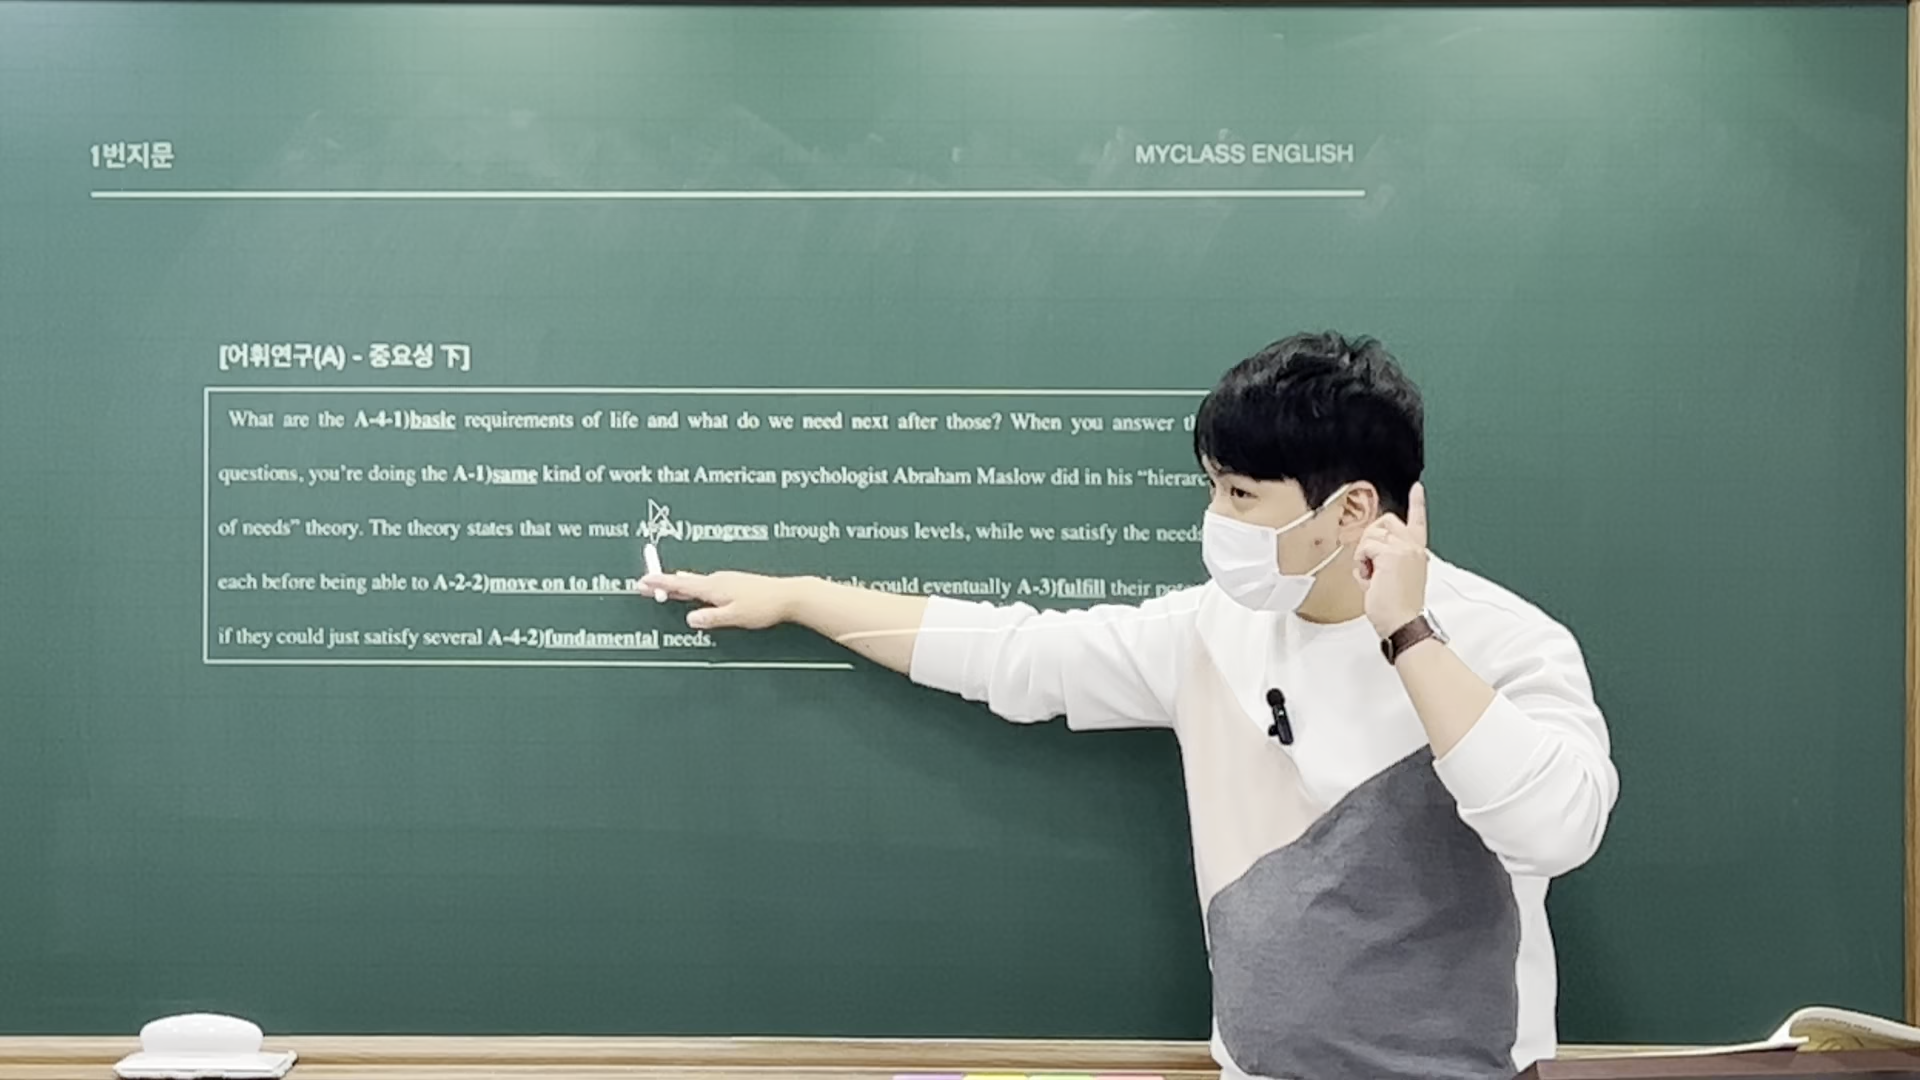 1번지문
MYCLASS ENGLISH
[어휘연구(A) - 중요성 下]
What are the A-4-1)basic requirements of life and what do we need next after those? When you answer
questions, you're doing the A-1)same kind of work that American psychologist Abraham Maslow did in his "hierarc
of needs" theory. The theory states that we must progress through various levels, while we satisfy the needs
each before being able to A-2-2)move on to the could eventually A-3)fulfill their
if they could just satisfy several A-4-2)fundamental needs.